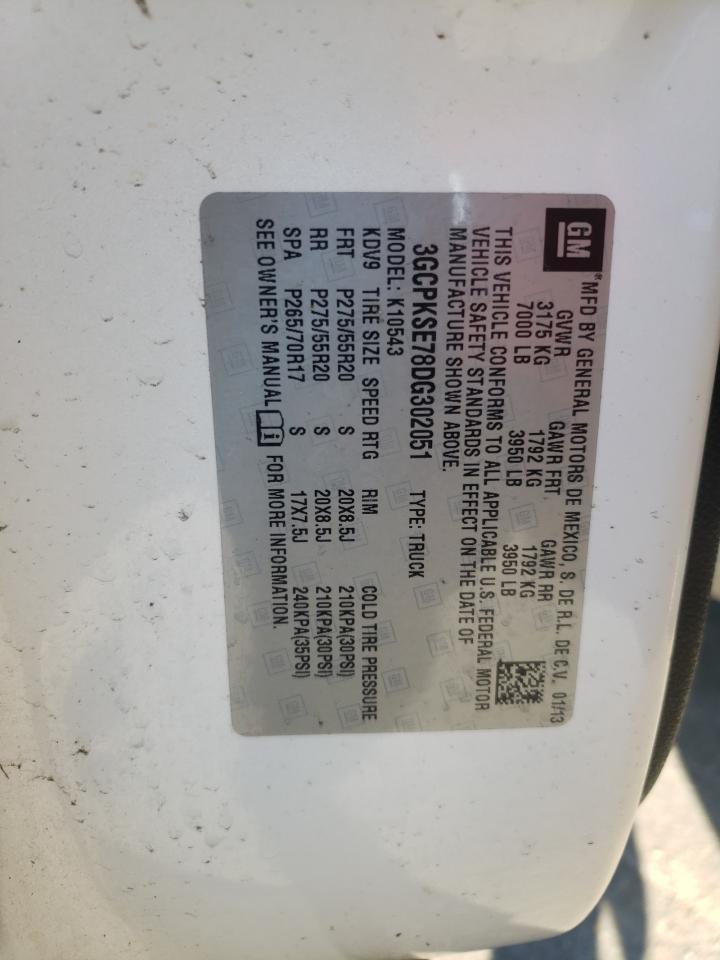 GM
® MFD BY GENERAL MOTORS DE MEXICO, S. DE R.L. DE C.V. 01/13
GVWR GAWR FRT. GAWR RR
3175 KG 1792 KG 1792 KG
7000 LB 3950 LB 3950 LB
THIS VEHICLE CONFORMS TO ALL APPLICABLE U.S. FEDERAL MOTOR
VEHICLE SAFETY STANDARDS IN EFFECT ON THE DATE OF
MANUFACTURE SHOWN ABOVE.
3GCPKSE78DG302051 TYPE: TRUCK
MODEL: K10543
KDV9 TIRE SIZE SPEED RTG RIM COLD TIRE PRESSURE
FRT P275/55R20 S 20X8.5J 210KPA(30PSI)
RR P275/55R20 S 20X8.5J 210KPA(30PSI)
SPA P265/70R17 S 17X7.5J 240KPA(35PSI)
SEE OWNER'S MANUAL i FOR MORE INFORMATION.